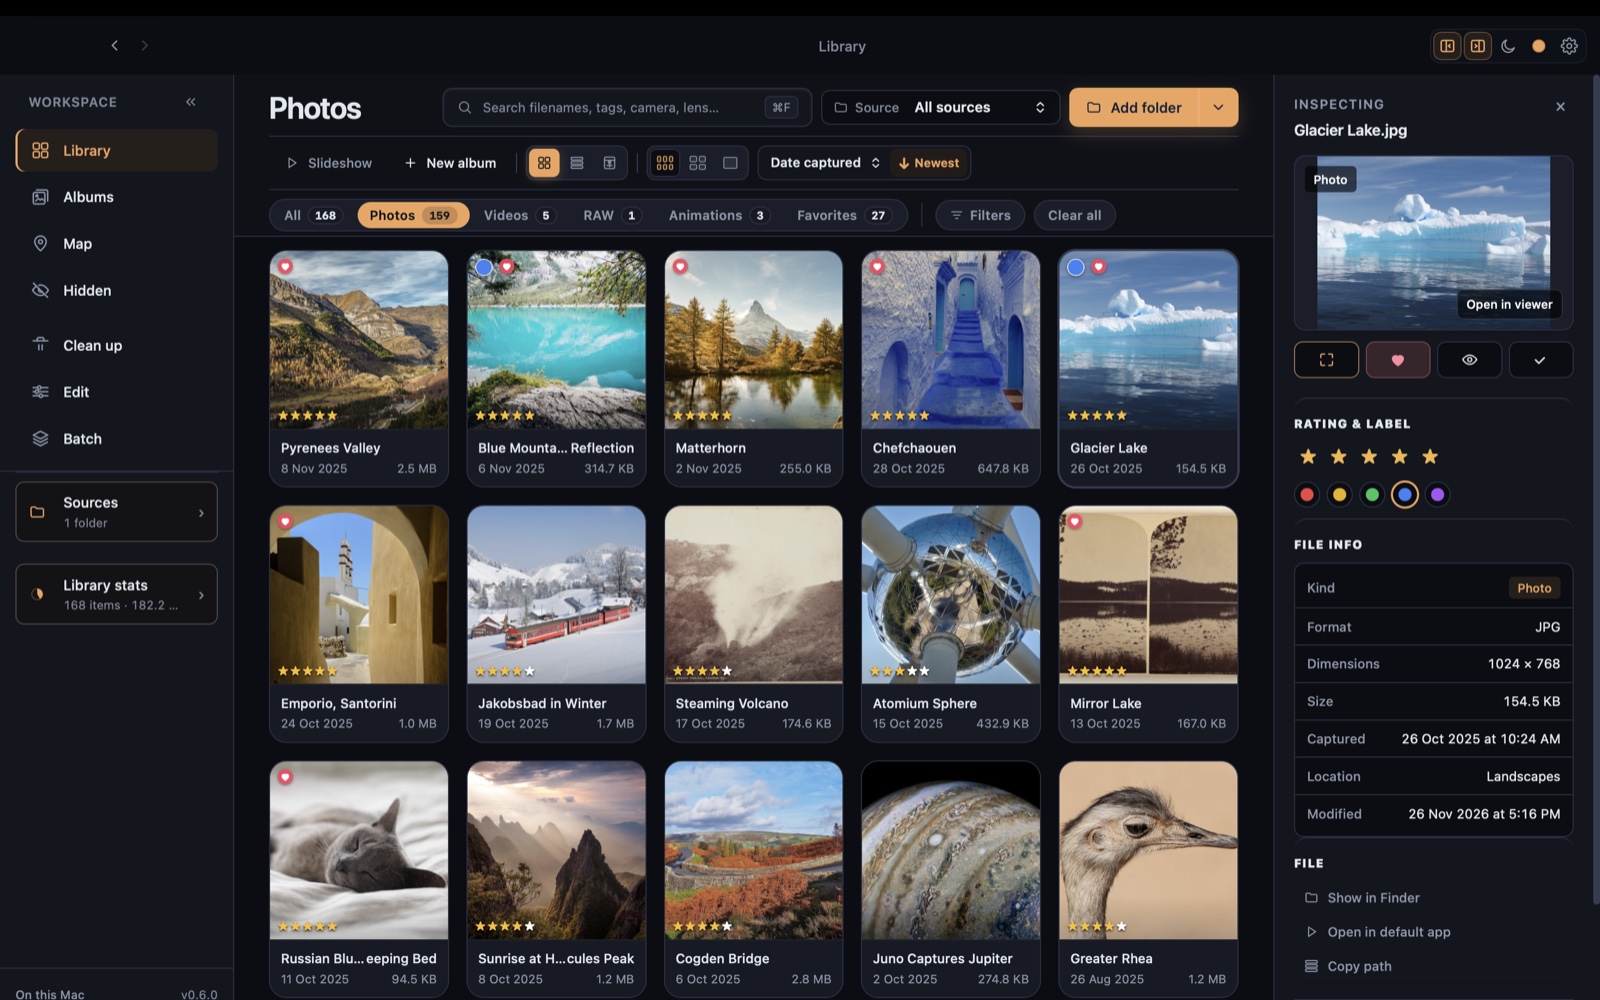 Library
WORKSPACE
Library
Albums
Map
Hidden
Clean up
Edit
Batch
Sources
1 folder
Library stats
168 items · 182.2 ...
On this Mac
v0.6.0
Photos
Search filenames, tags, camera, lens...
⌘F
Source All sources
Add folder
Slideshow
New album
Date captured
Newest
All 168
Photos 159
Videos 5
RAW 1
Animations 3
Favorites 27
Filters
Clear all
Pyrenees Valley
8 Nov 2025 2.5 MB
Blue Mounta... Reflection
6 Nov 2025 314.7 KB
Matterhorn
2 Nov 2025 255.0 KB
Chefchaouen
28 Oct 2025 647.8 KB
Glacier Lake
26 Oct 2025 154.5 KB
Emporio, Santorini
24 Oct 2025 1.0 MB
Jakobsbad in Winter
19 Oct 2025 1.7 MB
Steaming Volcano
17 Oct 2025 174.6 KB
Atomium Sphere
15 Oct 2025 432.9 KB
Mirror Lake
13 Oct 2025 167.0 KB
Russian Blu...eeping Bed
11 Oct 2025 94.5 KB
Sunrise at H...cules Peak
8 Oct 2025 1.2 MB
Cogden Bridge
6 Oct 2025 2.8 MB
Juno Captures Jupiter
2 Oct 2025 274.8 KB
Greater Rhea
26 Aug 2025 1.2 MB
INSPECTING
Glacier Lake.jpg
Photo
Open in viewer
RATING & LABEL
FILE INFO
Kind Photo
Format JPG
Dimensions 1024 × 768
Size 154.5 KB
Captured 26 Oct 2025 at 10:24 AM
Location Landscapes
Modified 26 Nov 2026 at 5:16 PM
FILE
Show in Finder
Open in default app
Copy path